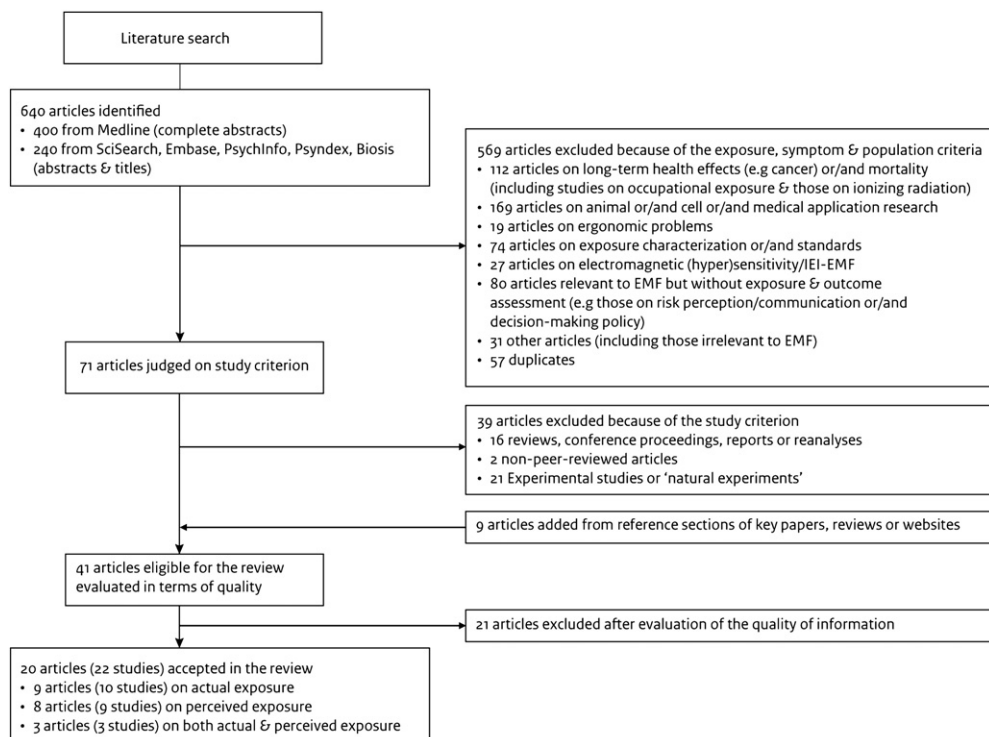 Literature search
640 articles identified
• 400 from Medline (complete abstracts)
• 240 from SciSearch, Embase, PsychInfo, Psyndex, Biosis
(abstracts & titles)
569 articles excluded because of the exposure, symptom & population criteria
• 112 articles on long-term health effects (e.g cancer) or/and mortality
(including studies on occupational exposure & those on ionizing radiation)
• 169 articles on animal or/and cell or/and medical application research
• 19 articles on ergonomic problems
• 74 articles on exposure characterization or/and standards
• 27 articles on electromagnetic (hyper)sensitivity/IEI-EMF
• 80 articles relevant to EMF but without exposure & outcome
assessment (e.g those on risk perception/communication or/and
decision-making policy)
• 31 other articles (including those irrelevant to EMF)
• 57 duplicates
71 articles judged on study criterion
39 articles excluded because of the study criterion
• 16 reviews, conference proceedings, reports or reanalyses
• 2 non-peer-reviewed articles
• 21 Experimental studies or ‘natural experiments’
9 articles added from reference sections of key papers, reviews or websites
41 articles eligible for the review
evaluated in terms of quality
21 articles excluded after evaluation of the quality of information
20 articles (22 studies) accepted in the review
• 9 articles (10 studies) on actual exposure
• 8 articles (9 studies) on perceived exposure
• 3 articles (3 studies) on both actual & perceived exposure